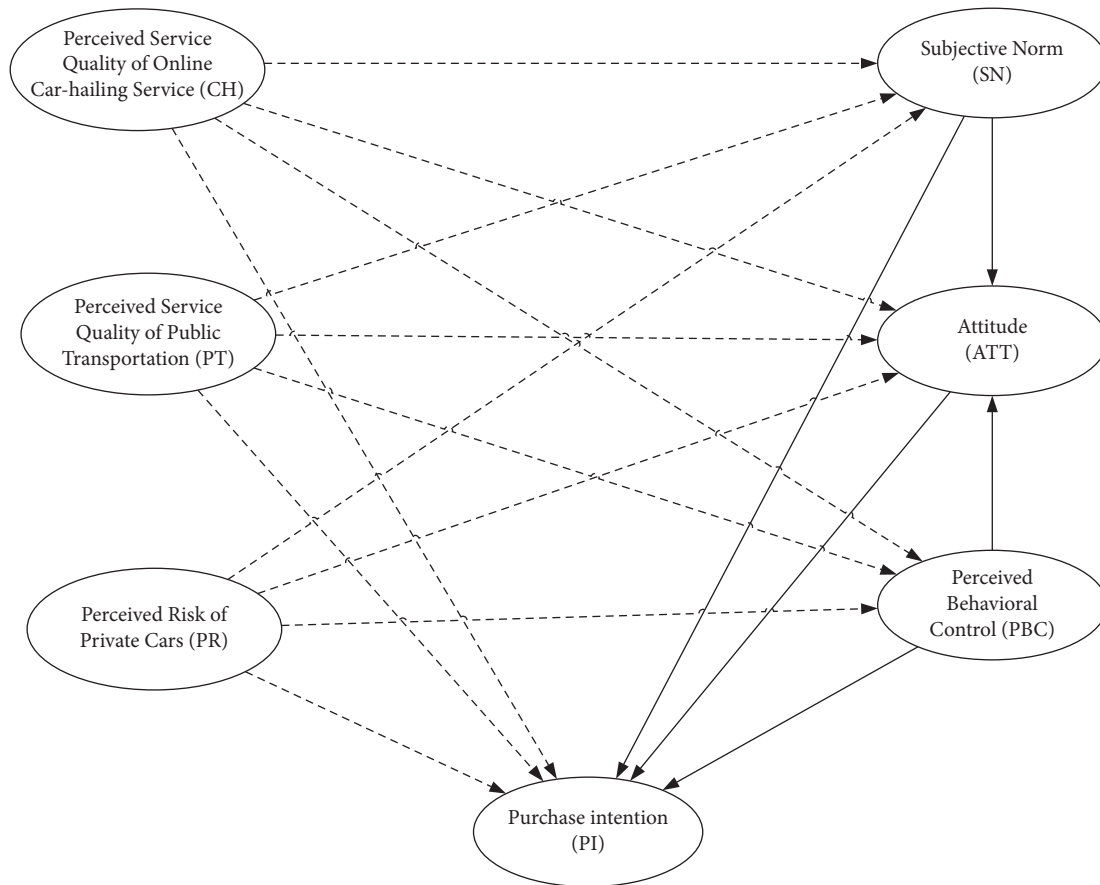 Perceived Service
Quality of Online
Car-hailing Service (CH)
Subjective Norm
(SN)
Perceived Service
Quality of Public
Transportation (PT)
Attitude
(ATT)
Perceived Risk of
Private Cars (PR)
Perceived
Behavioral
Control (PBC)
Purchase intention
(PI)